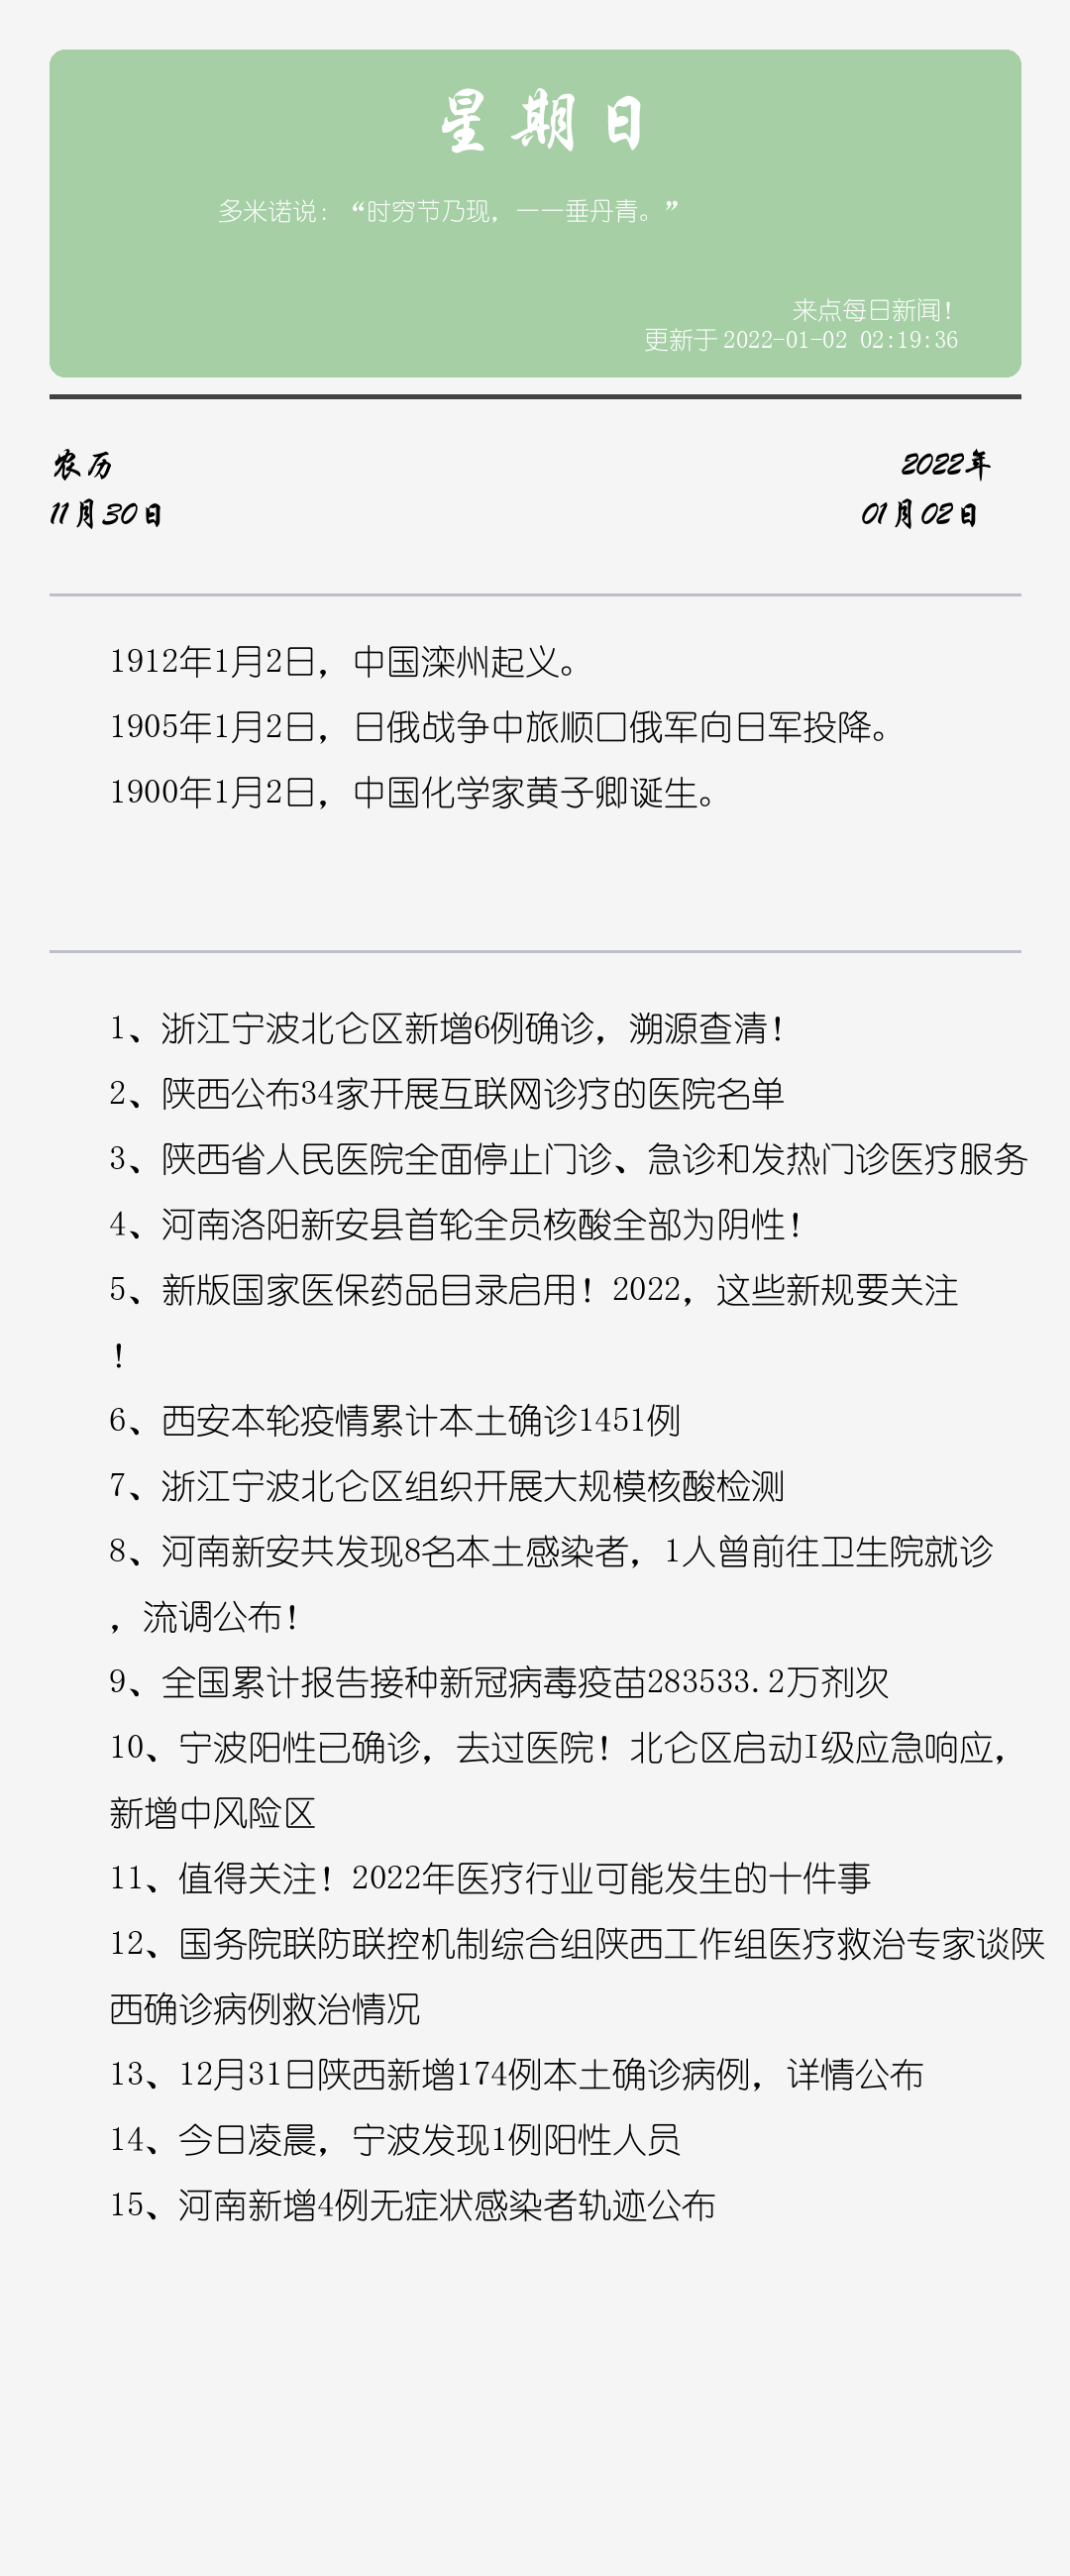 星期日
多米诺说：“时穷节乃现，一一垂丹青。”
来点每日新闻！
更新于 2022-01-02 02:19:36
农历
2022年
11月30日
01月02日
1912年1月2日，中国滦州起义。
1905年1月2日，日俄战争中旅顺口俄军向日军投降。
1900年1月2日，中国化学家黄子卿诞生。
1、浙江宁波北仑区新增6例确诊，溯源查清！
2、陕西公布34家开展互联网诊疗的医院名单
3、陕西省人民医院全面停止门诊、急诊和发热门诊医疗服务
4、河南洛阳新安县首轮全员核酸全部为阴性！
5、新版国家医保药品目录启用！2022，这些新规要关注
！
6、西安本轮疫情累计本土确诊1451例
7、浙江宁波北仑区组织开展大规模核酸检测
8、河南新安共发现8名本土感染者，1人曾前往卫生院就诊
，流调公布！
9、全国累计报告接种新冠病毒疫苗283533.2万剂次
10、宁波阳性已确诊，去过医院！北仑区启动I级应急响应，
新增中风险区
11、值得关注！2022年医疗行业可能发生的十件事
12、国务院联防联控机制综合组陕西工作组医疗救治专家谈陕
西确诊病例救治情况
13、12月31日陕西新增174例本土确诊病例，详情公布
14、今日凌晨，宁波发现1例阳性人员
15、河南新增4例无症状感染者轨迹公布